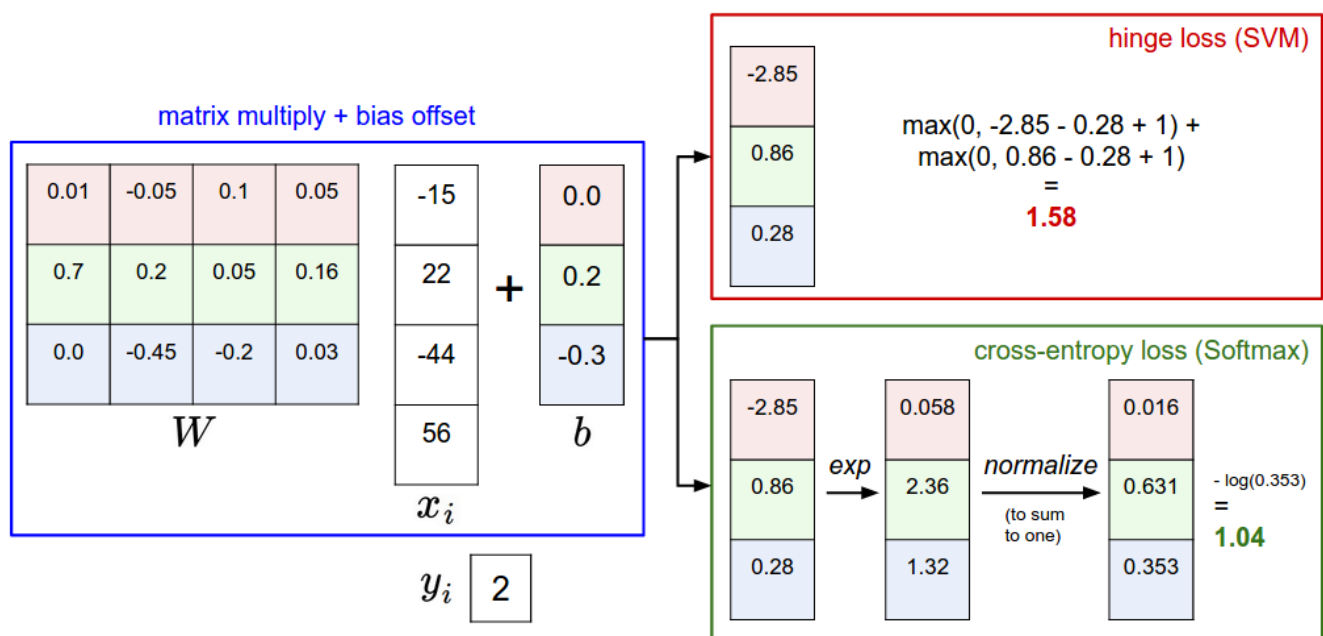 matrix multiply + bias offset
0.01 -0.05 0.1 0.05
0.7 0.2 0.05 0.16
0.0 -0.45 -0.2 0.03
W
-15
22
-44
56
x_i
+
0.0
0.2
-0.3
b
y_i 2
hinge loss (SVM)
-2.85
0.86
0.28
max(0, -2.85 - 0.28 + 1) +
max(0, 0.86 - 0.28 + 1)
=
1.58
cross-entropy loss (Softmax)
-2.85
0.86
0.28
exp
0.058
2.36
1.32
normalize
(to sum
to one)
0.016
0.631
0.353
- log(0.353)
=
1.04